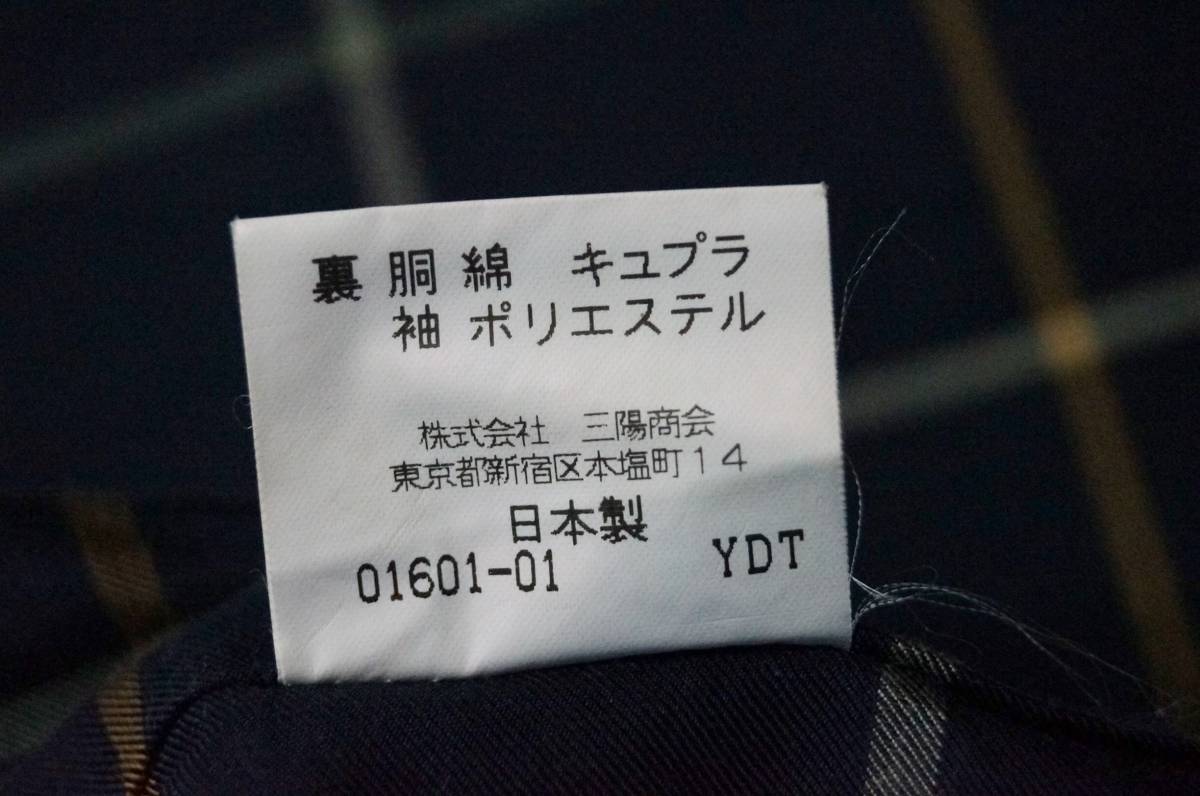 裏 胴 綿 キュプラ
袖 ポリエステル
株式会社 三陽商会
東京都新宿区本塩町14
日本製
01601-01 YDT